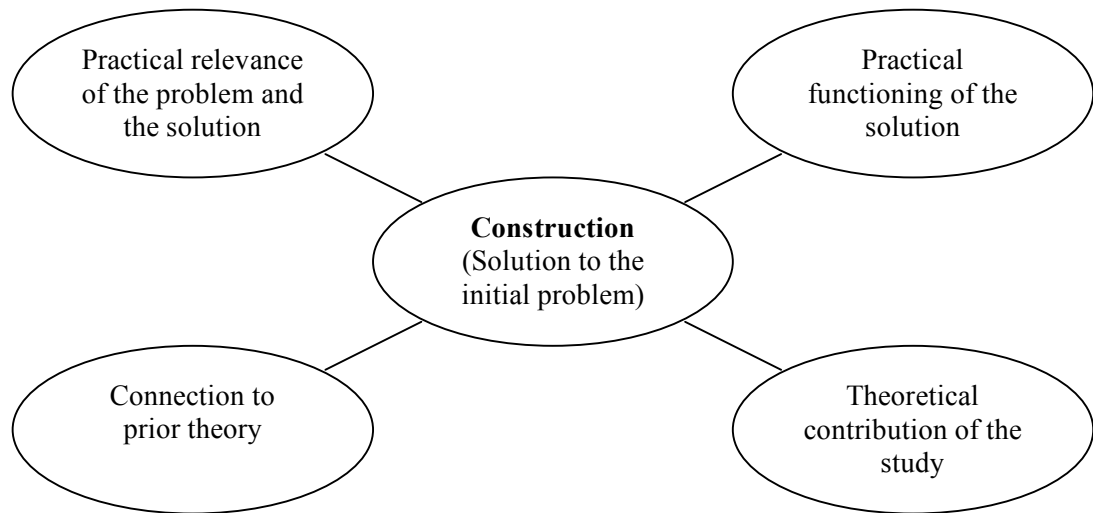 Practical relevance
of the problem and
the solution
Practical
functioning of the
solution
Construction
(Solution to the
initial problem)
Connection to
prior theory
Theoretical
contribution of the
study